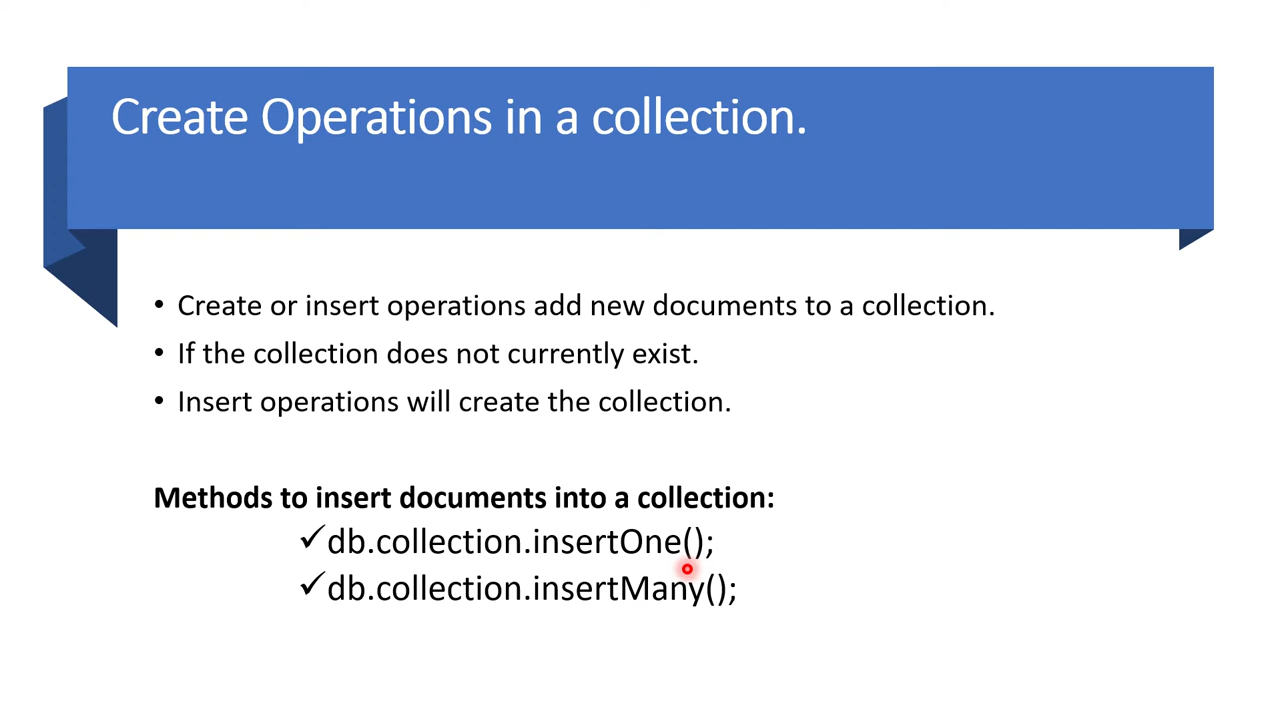 Create Operations in a collection.
• Create or insert operations add new documents to a collection.
• If the collection does not currently exist.
• Insert operations will create the collection.
Methods to insert documents into a collection:
✓db.collection.insertOne();
✓db.collection.insertMany();